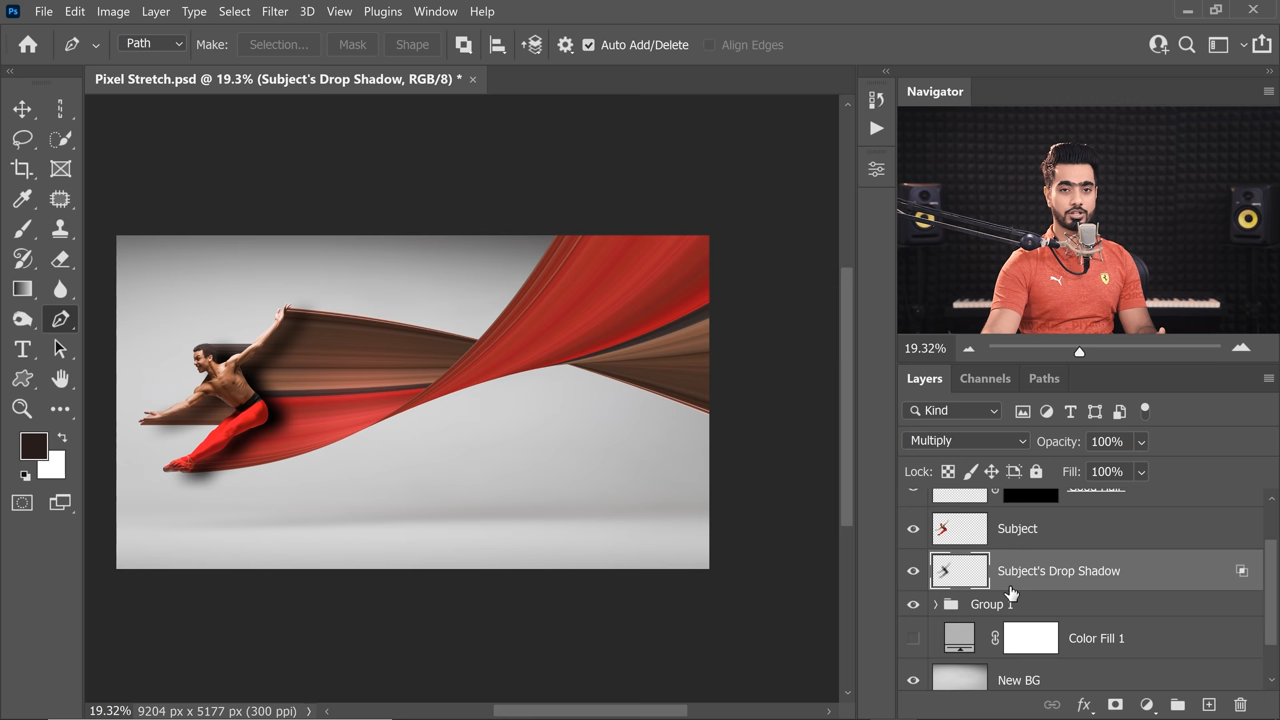 Ps File Edit Image Layer Type Select Filter 3D View Plugins Window Help
Path Make: Selection... Mask Shape Auto Add/Delete Align Edges
Pixel Stretch.psd @ 19.3% (Subject's Drop Shadow, RGB/8) *
Navigator
19.32%
Layers Channels Paths
Kind
Multiply Opacity: 100%
Lock: Fill: 100%
Subject
Subject's Drop Shadow
Group 1
Color Fill 1
New BG
19.32% 9204 px x 5177 px (300 ppi)
fx